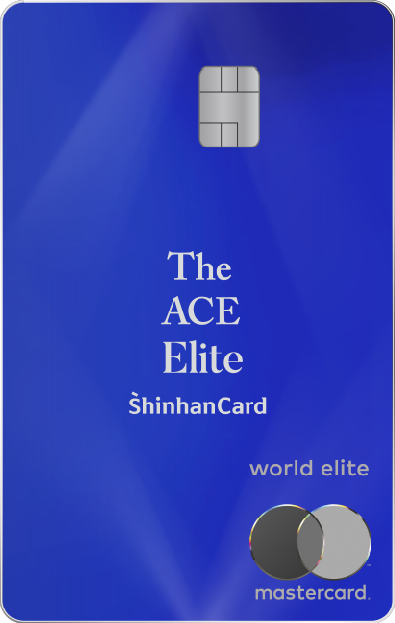 The
ACE
Elite
ShinhanCard
world elite
mastercard.